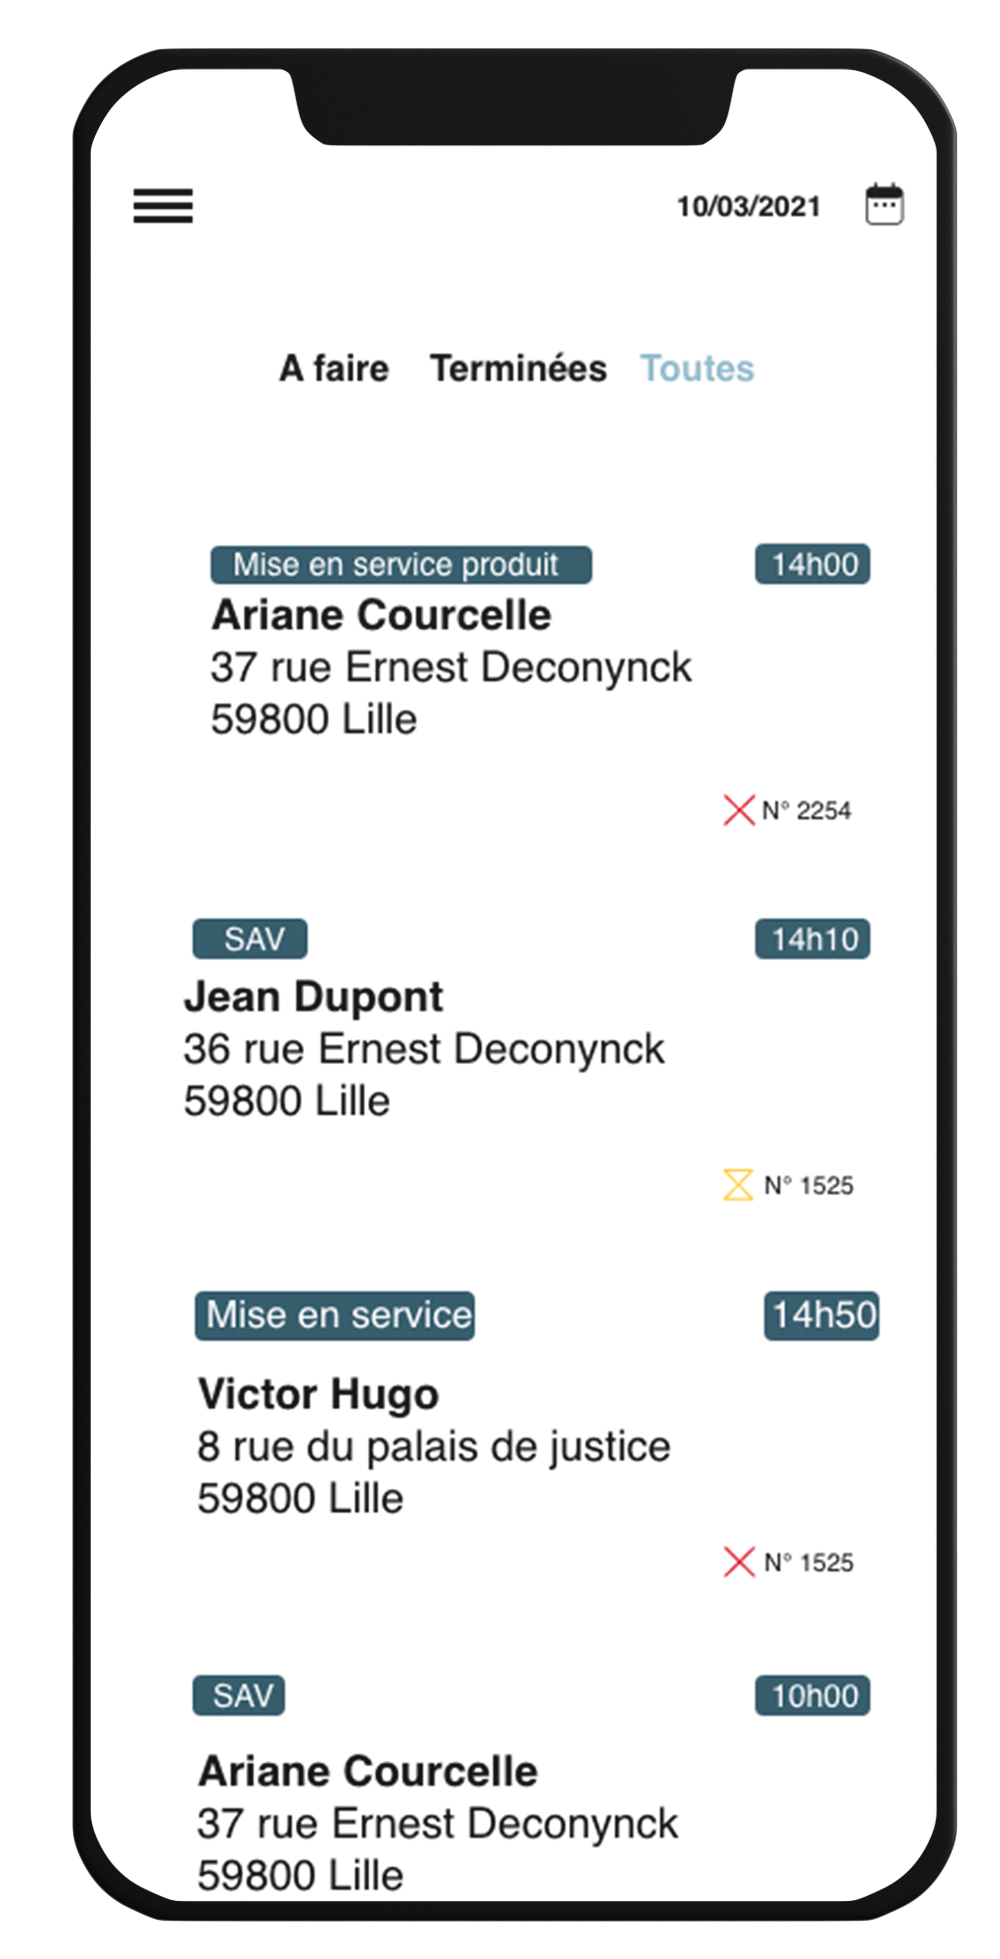 10/03/2021
A faire Terminées Toutes
Mise en service produit 14h00
Ariane Courcelle
37 rue Ernest Deconynck
59800 Lille
N° 2254
SAV 14h10
Jean Dupont
36 rue Ernest Deconynck
59800 Lille
N° 1525
Mise en service 14h50
Victor Hugo
8 rue du palais de justice
59800 Lille
N° 1525
SAV 10h00
Ariane Courcelle
37 rue Ernest Deconynck
59800 Lille